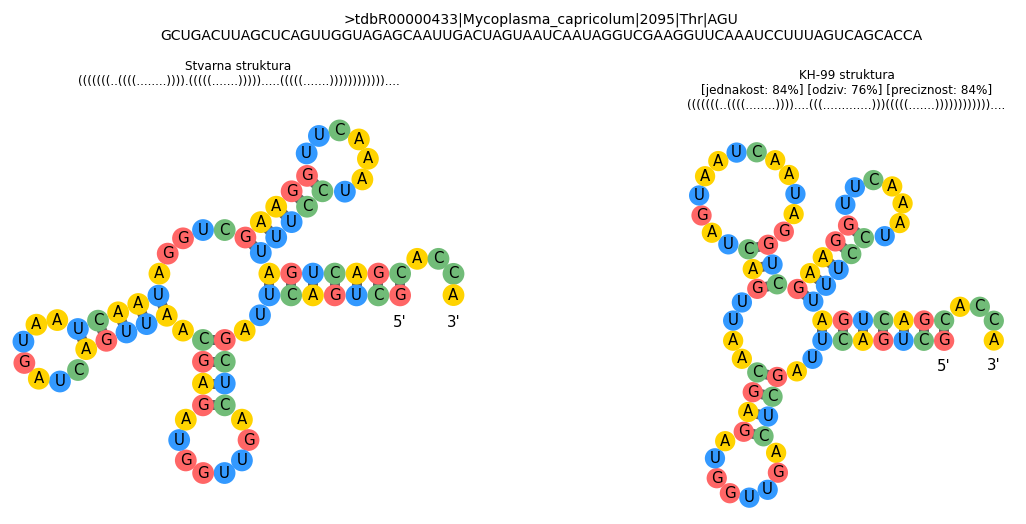 >tdbR00000433|Mycoplasma_capricolum|2095|Thr|AGU
GCUGACUUAGCUCAGUUGGUAGAGCAAUUGACUAGUAAUCAAUAGGUCGAAGGUUCAAAUCCUUUAGUCAGCACCA
Stvarna struktura
(((((((..((((........)))).(((((.......))))).....(((((.......))))))))))))....
KH-99 struktura
[jednakost: 84%] [odziv: 76%] [preciznost: 84%]
(((((((..((((........))))....(((.............)))(((((.......))))))))))))....
5' 3'
5' 3'